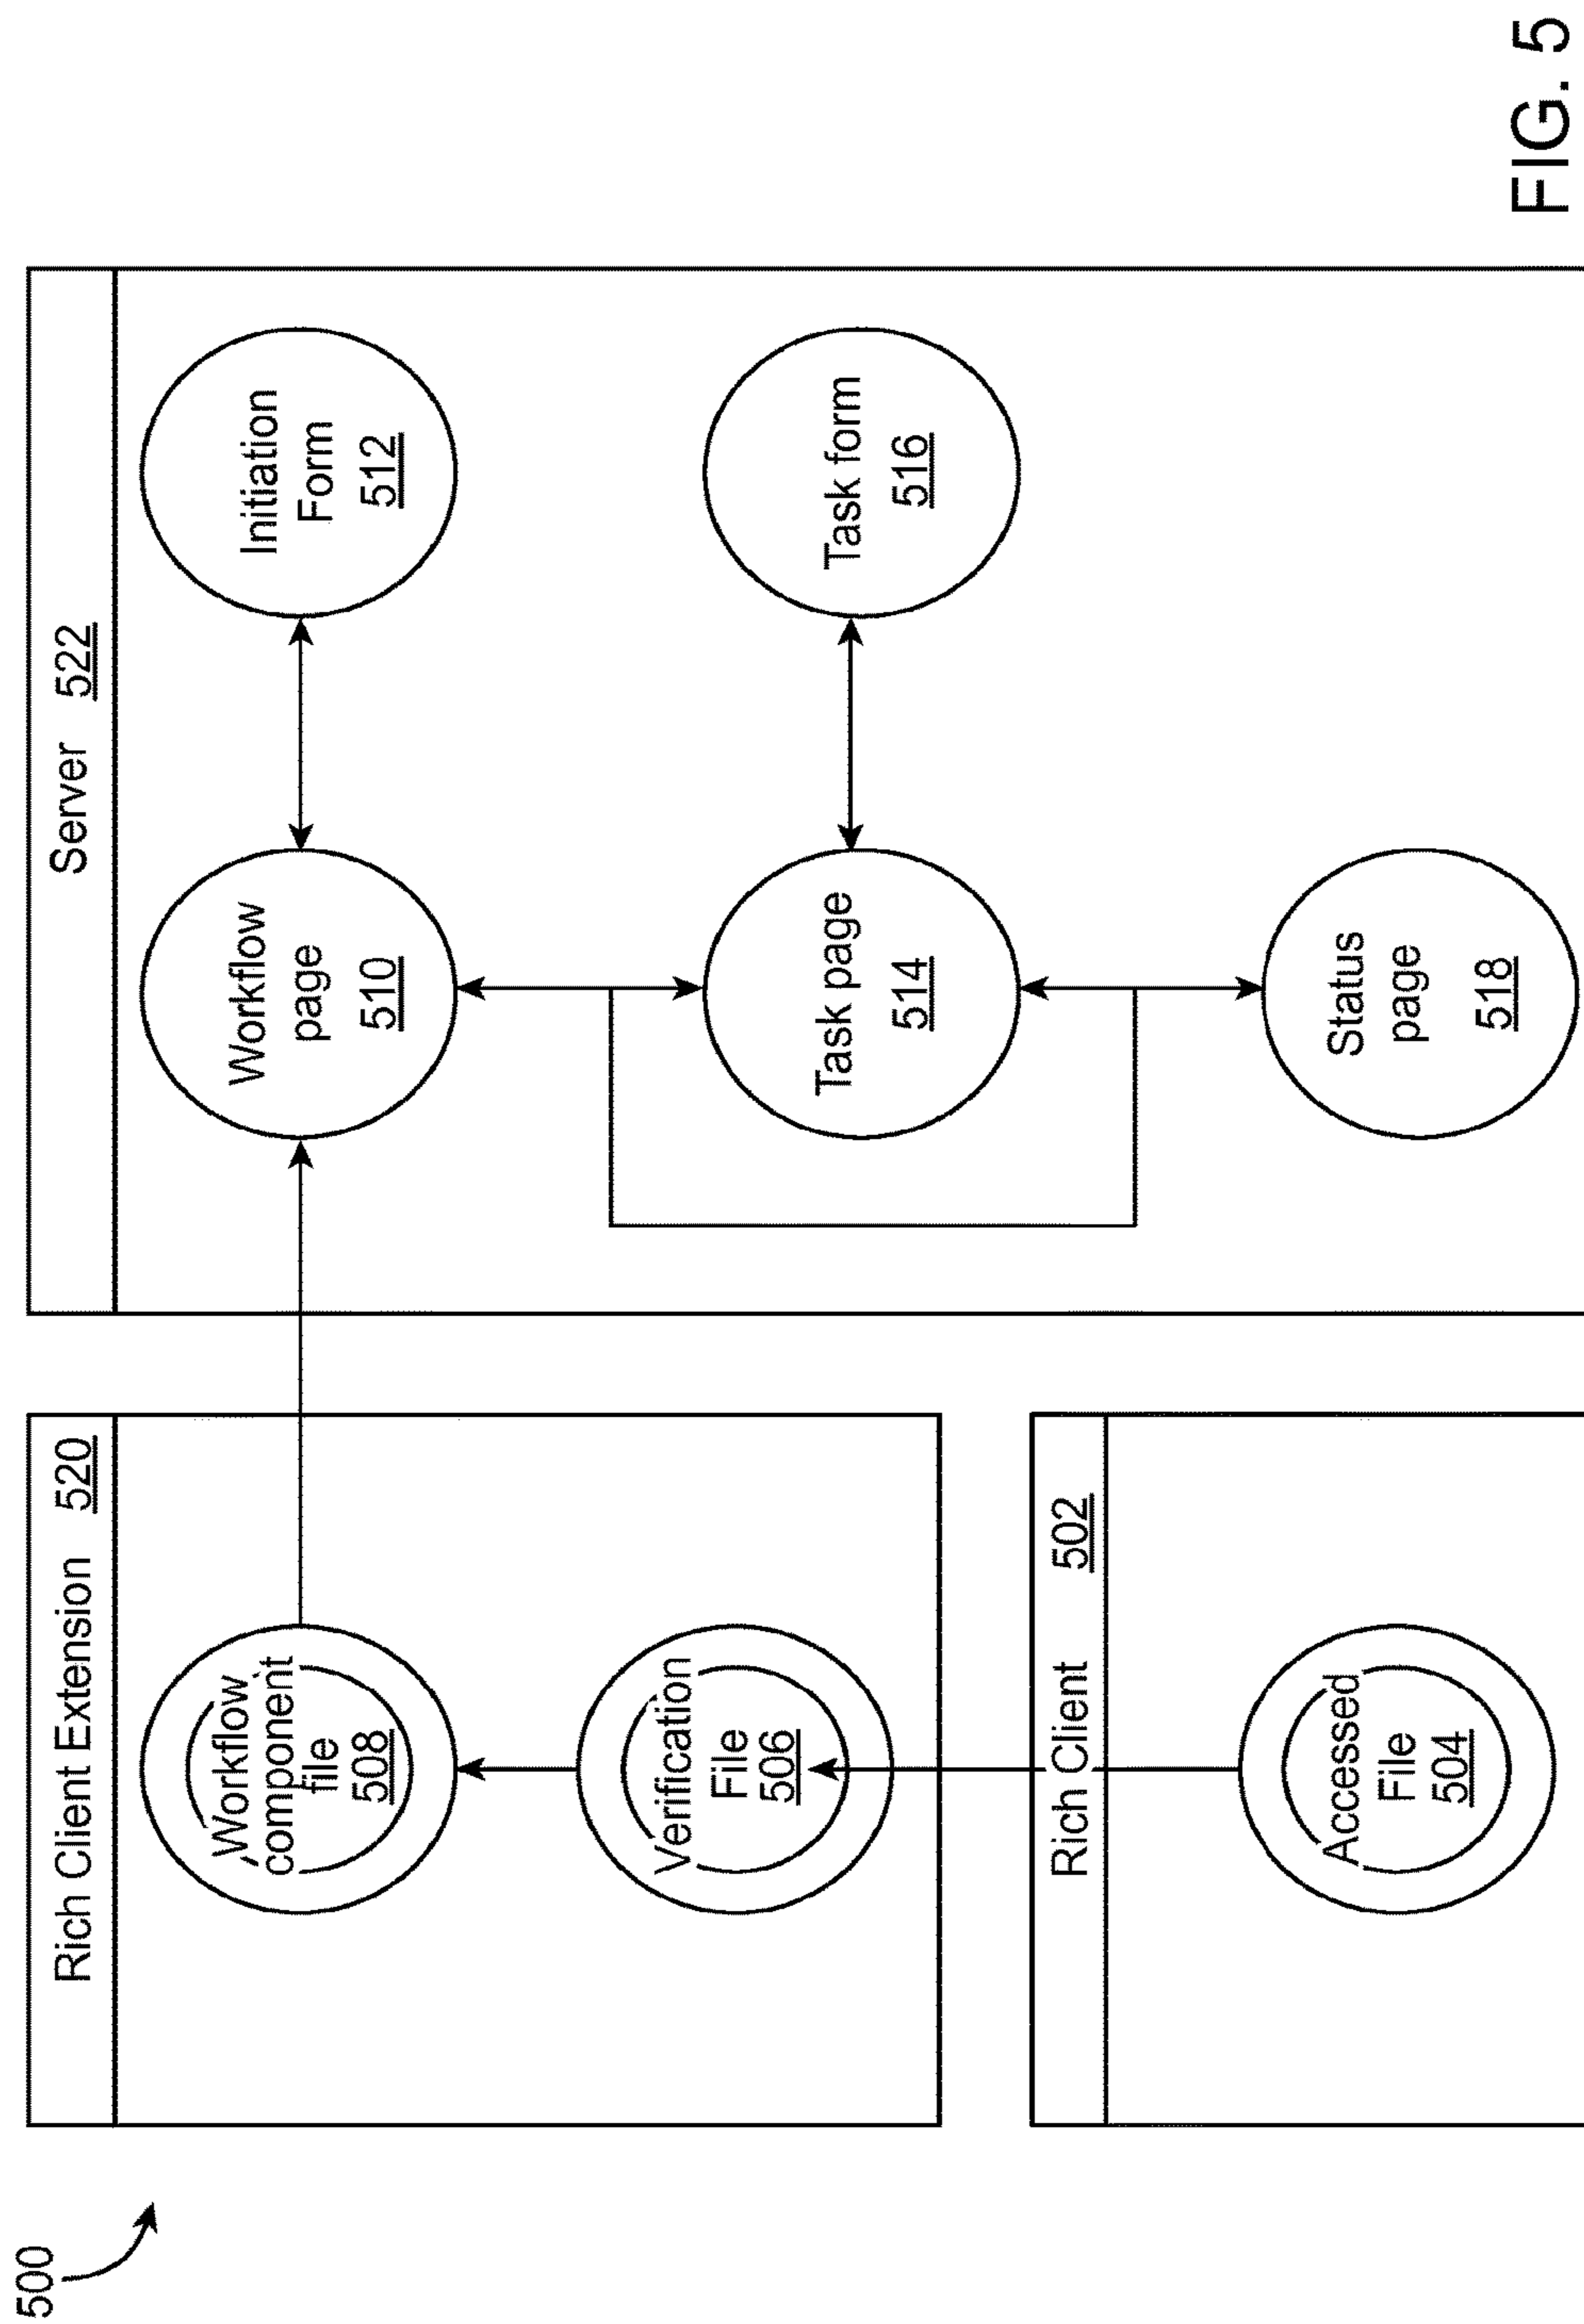 500
Rich Client Extension 520
Workflow
component
file
508
Verification
File
506
Rich Client 502
Accessed
File
504
Server 522
Workflow
page
510
Initiation
Form
512
Task page
514
Task form
516
Status
page
518
FIG. 5